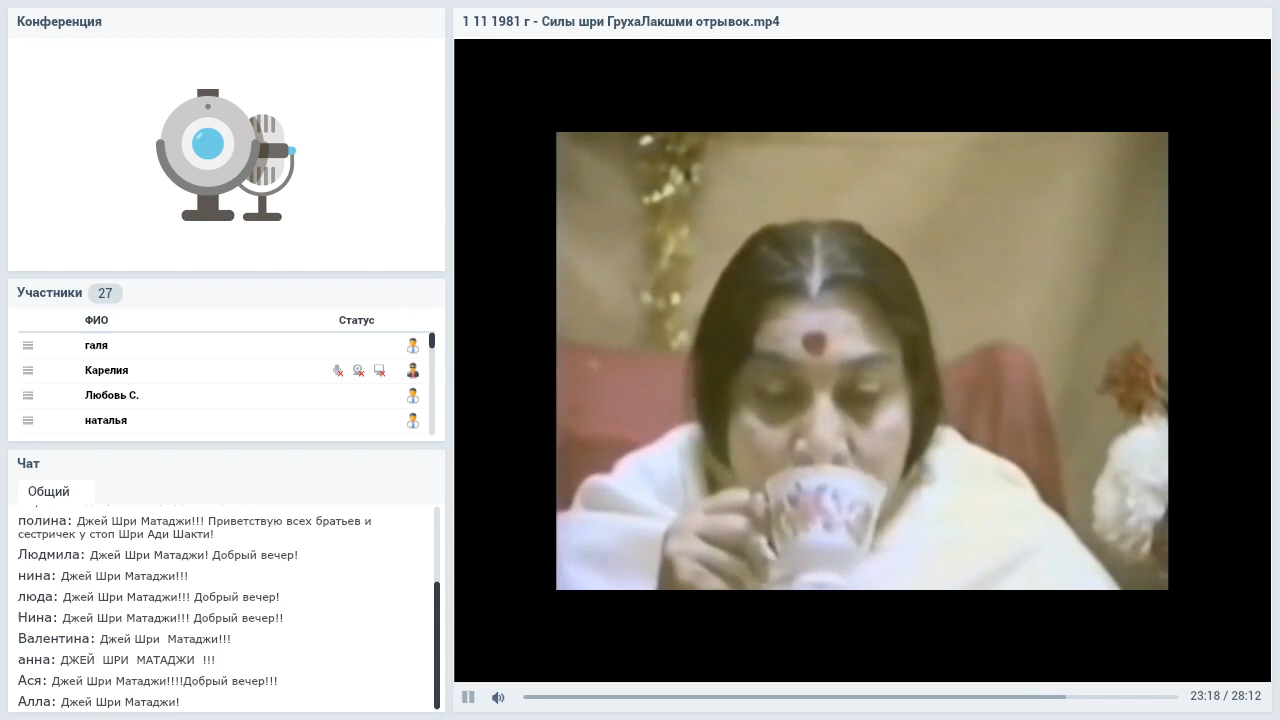 Конференция
1 11 1981 г - Силы шри ГрухаЛакшми отрывок.mp4
Участники 27
ФИО Статус
галя
Карелия
Любовь С.
наталья
Чат
Общий
полина: Джей Шри Матаджи!!! Приветствую всех братьев и
сестричек у стоп Шри Ади Шакти!
Людмила: Джей Шри Матаджи! Добрый вечер!
нина: Джей Шри Матаджи!!!
люда: Джей Шри Матаджи!!! Добрый вечер!
Нина: Джей Шри Матаджи!!! Добрый вечер!!
Валентина: Джей Шри  Матаджи!!!
анна: ДЖЕЙ  ШРИ  МАТАДЖИ  !!!
Ася: Джей Шри Матаджи!!!!Добрый вечер!!!
Алла: Джей Шри Матаджи!
23:18 / 28:12